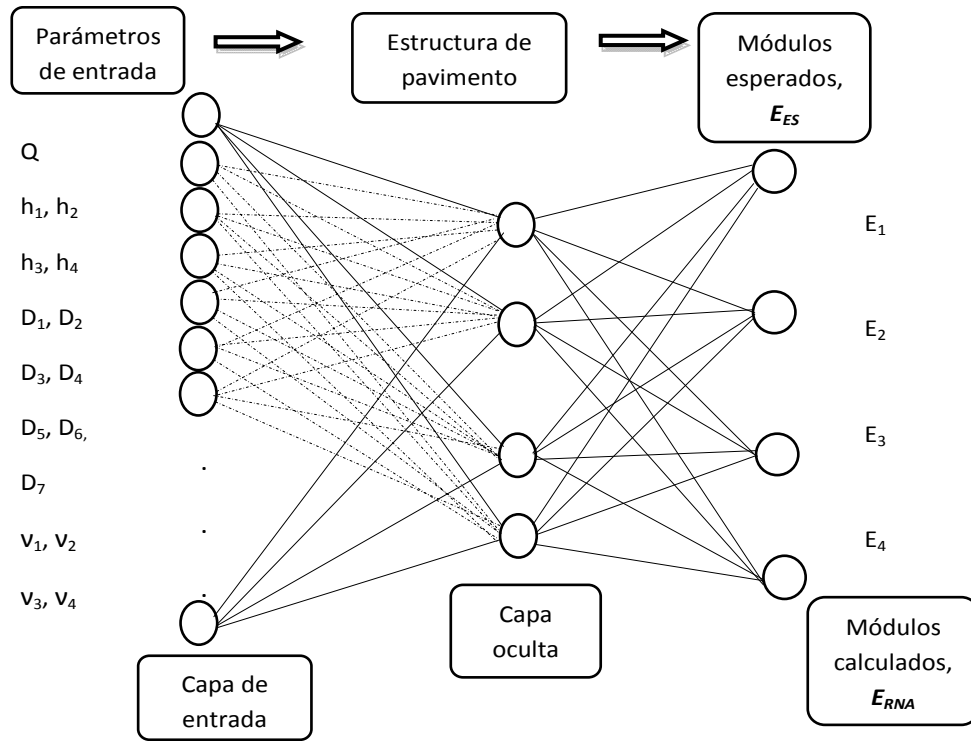 Parámetros
de entrada
Estructura de
pavimento
Módulos
esperados,
E_ES
Q
h₁, h₂
h₃, h₄
D₁, D₂
D₃, D₄
D₅, D₆,
D₇
ν₁, ν₂
ν₃, ν₄
E₁
E₂
E₃
E₄
Capa de
entrada
Capa
oculta
Módulos
calculados,
E_RNA